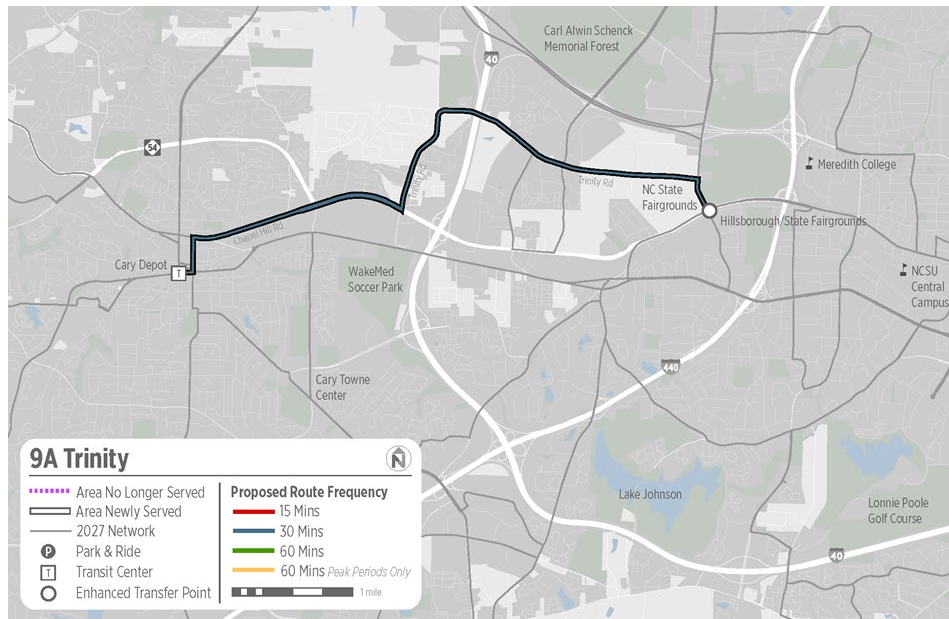 Carl Alwin Schenck
Memorial Forest
40
54
Meredith College
Trinity Rd
Trinity Rd
NC State
Fairgrounds
Hillsborough/State Fairgrounds
Chapel Hill Rd
Cary Depot
T
WakeMed
Soccer Park
NCSU
Central
Campus
440
Cary Towne
Center
Lake Johnson
Lonnie Poole
Golf Course
40
9A Trinity
N
Area No Longer Served
Area Newly Served
2027 Network
P Park & Ride
T Transit Center
Enhanced Transfer Point
Proposed Route Frequency
15 Mins
30 Mins
60 Mins
60 Mins Peak Periods Only
1 mile